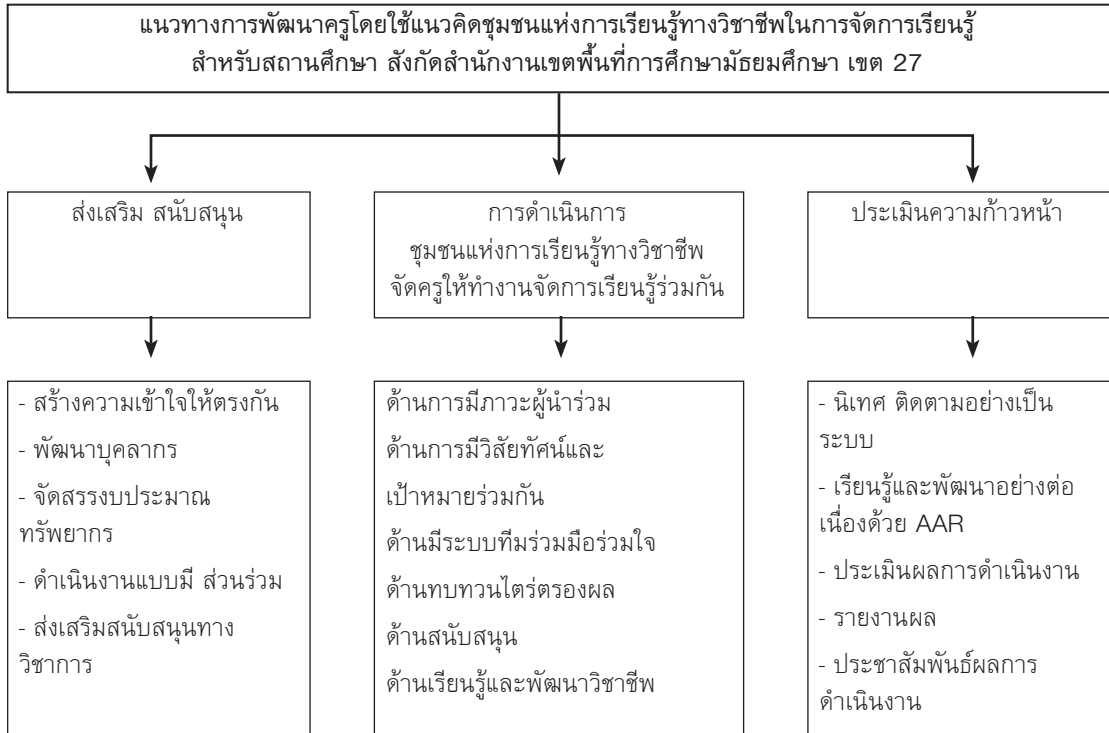 แนวทางการพัฒนาครูโดยใช้แนวคิดชุมชนแห่งการเรียนรู้ทางวิชาชีพในการจัดการเรียนรู้
สำหรับสถานศึกษา สังกัดสำนักงานเขตพื้นที่การศึกษามัธยมศึกษา เขต 27
ส่งเสริม สนับสนุน
การดำเนินการ
ชุมชนแห่งการเรียนรู้ทางวิชาชีพ
จัดครูให้ทำงานจัดการเรียนรู้ร่วมกัน
ประเมินความก้าวหน้า
- สร้างความเข้าใจให้ตรงกัน
- พัฒนาบุคลากร
- จัดสรรงบประมาณ
ทรัพยากร
- ดำเนินงานแบบมี ส่วนร่วม
- ส่งเสริมสนับสนุนทาง
วิชาการ
ด้านการมีภาวะผู้นำร่วม
ด้านการมีวิสัยทัศน์และ
เป้าหมายร่วมกัน
ด้านมีระบบทีมร่วมมือร่วมใจ
ด้านทบทวนไตร่ตรองผล
ด้านสนับสนุน
ด้านเรียนรู้และพัฒนาวิชาชีพ
- นิเทศ ติดตามอย่างเป็น
ระบบ
- เรียนรู้และพัฒนาอย่างต่อ
เนื่องด้วย AAR
- ประเมินผลการดำเนินงาน
- รายงานผล
- ประชาสัมพันธ์ผลการ
ดำเนินงาน